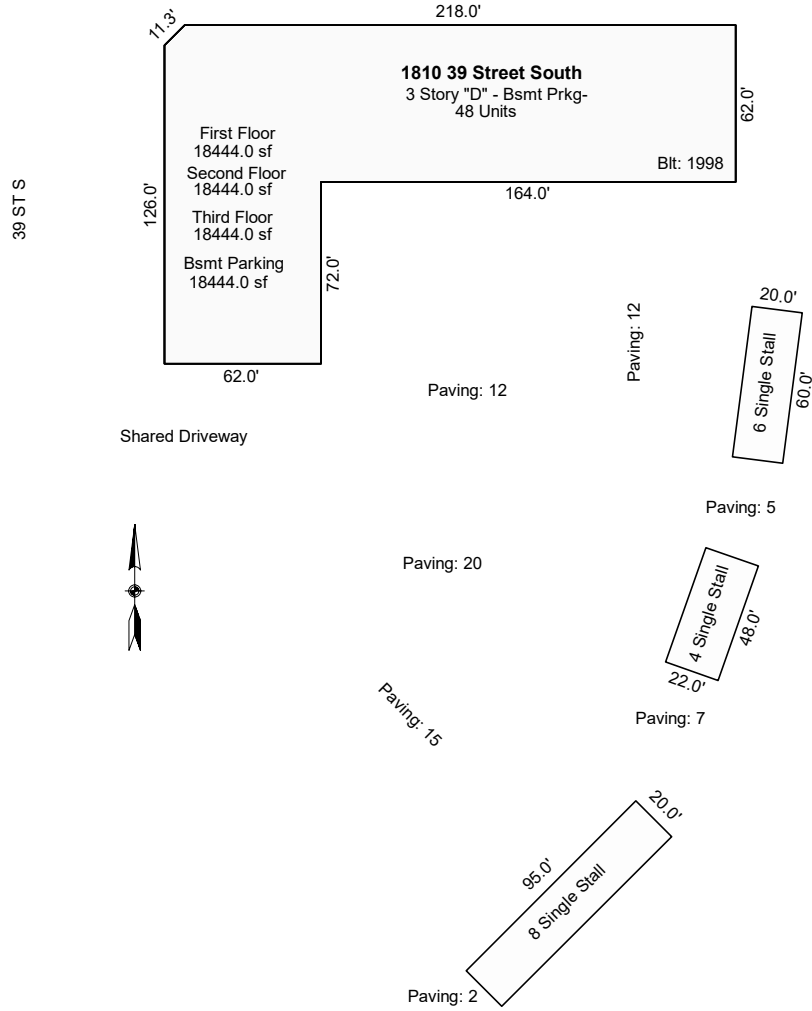 11.3'
218.0'
1810 39 Street South
3 Story "D" - Bsmt Prkg-
48 Units
62.0'
First Floor
18444.0 sf
Second Floor
18444.0 sf
Third Floor
18444.0 sf
Bsmt Parking
18444.0 sf
Blt: 1998
39 ST S
126.0'
164.0'
72.0'
62.0'
20.0'
6 Single Stall
60.0'
Paving: 12
Paving: 12
Shared Driveway
Paving: 5
Paving: 20
4 Single Stall
48.0'
22.0'
Paving: 15
Paving: 7
20.0'
95.0'
8 Single Stall
Paving: 2